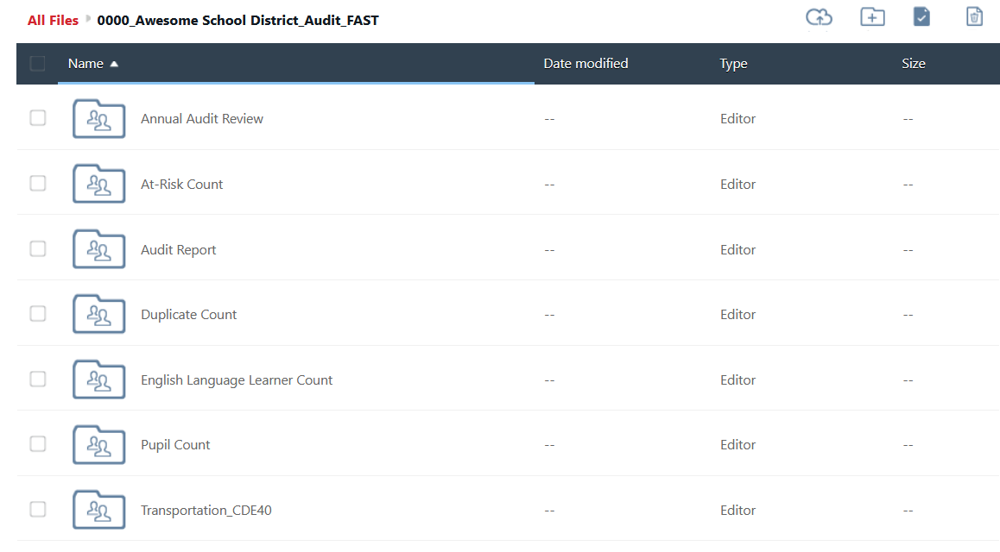 All Files 0000_Awesome School District_Audit_FAST
Name Date modified Type Size
Annual Audit Review -- Editor --
At-Risk Count -- Editor --
Audit Report -- Editor --
Duplicate Count -- Editor --
English Language Learner Count -- Editor --
Pupil Count -- Editor --
Transportation_CDE40 -- Editor --